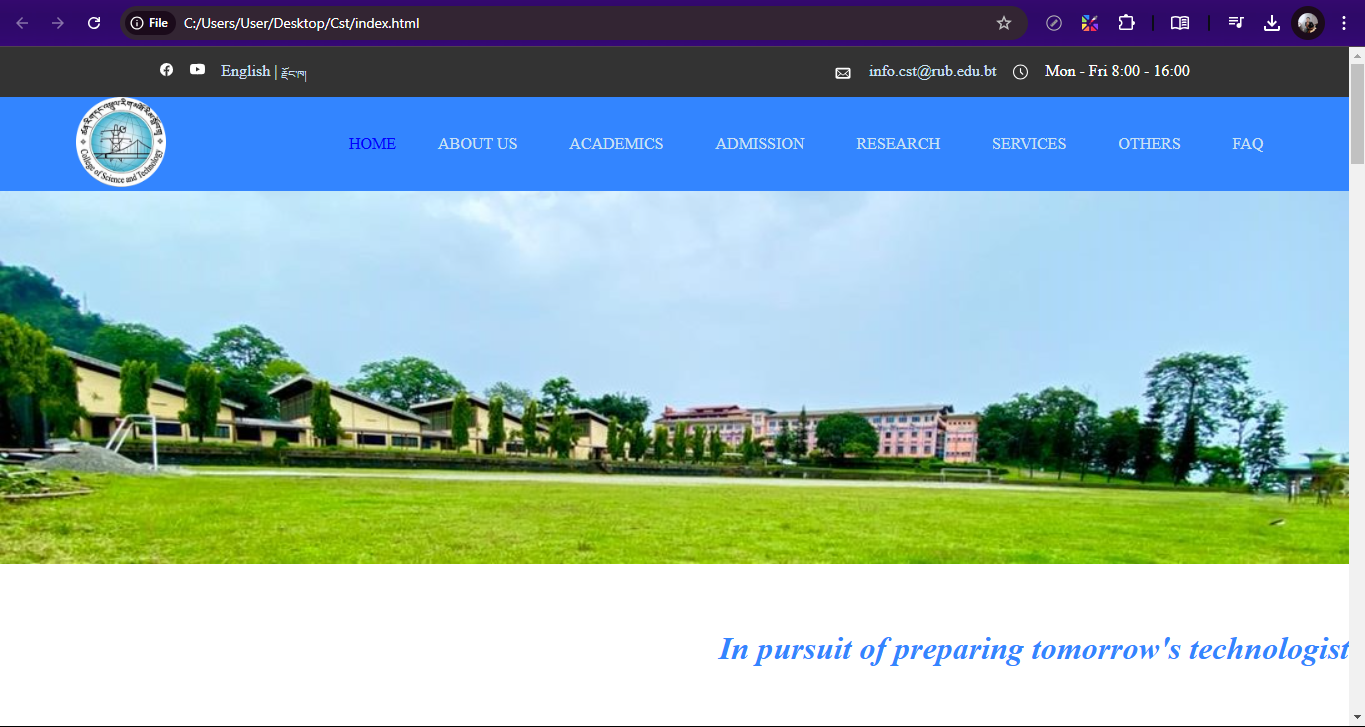 File C:/Users/User/Desktop/Cst/index.html
English | རྫོང་ཁ།
info.cst@rub.edu.bt
Mon - Fri 8:00 - 16:00
College of Science and Technology
HOME ABOUT US ACADEMICS ADMISSION RESEARCH SERVICES OTHERS FAQ
In pursuit of preparing tomorrow's technologist